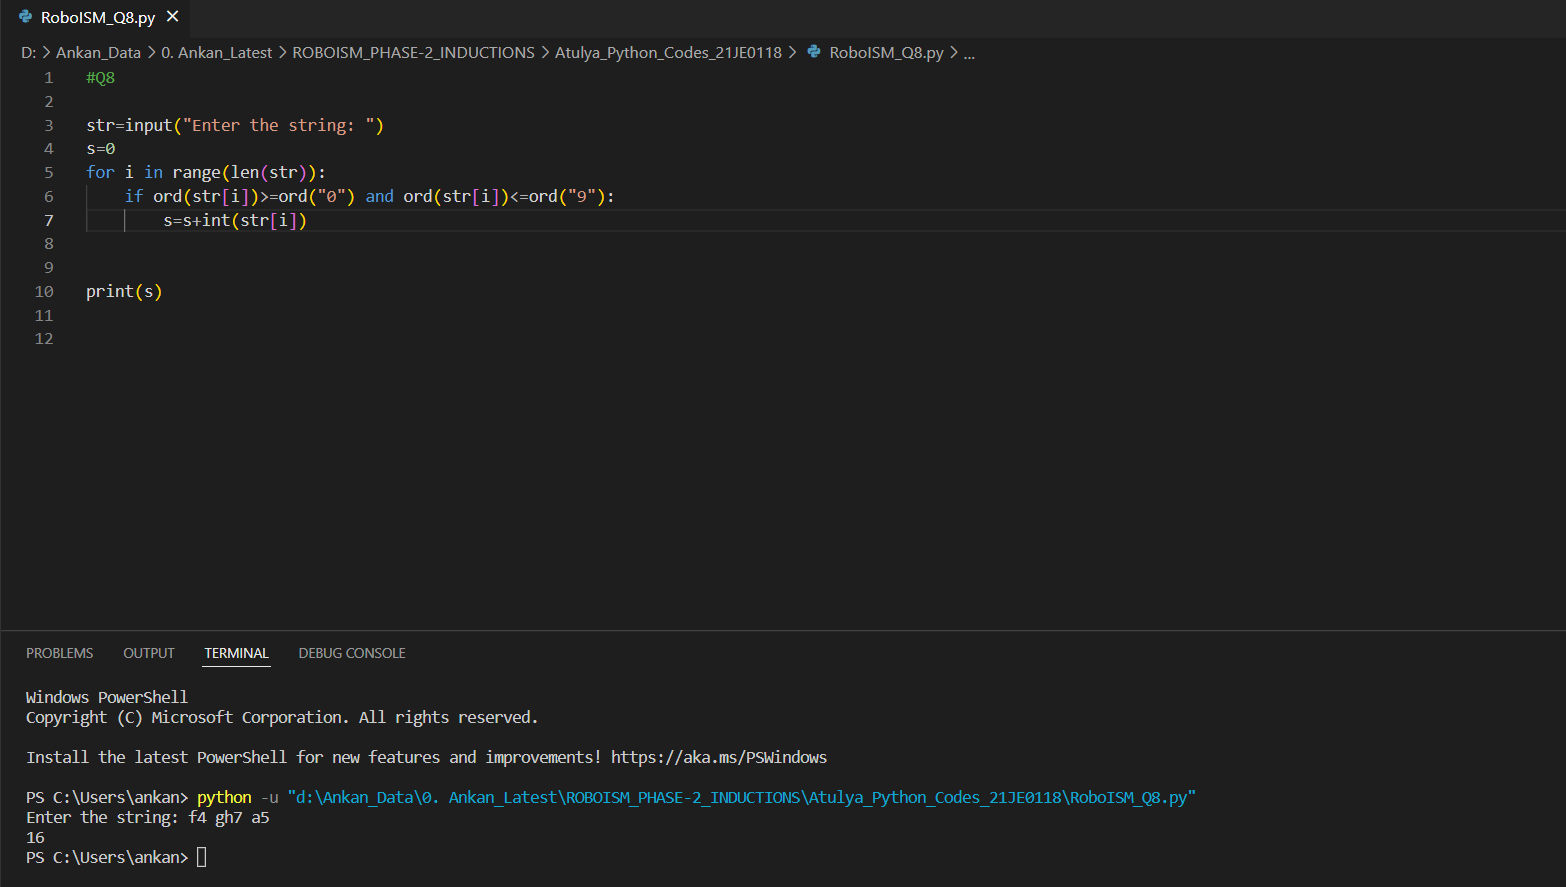 RoboISM_Q8.py ×
D: > Ankan_Data > 0. Ankan_Latest > ROBOISM_PHASE-2_INDUCTIONS > Atulya_Python_Codes_21JE0118 > RoboISM_Q8.py > ...
1 #Q8
2
3 str=input("Enter the string: ")
4 s=0
5 for i in range(len(str)):
6 if ord(str[i])>=ord("0") and ord(str[i])<=ord("9"):
7 s=s+int(str[i])
8
9
10 print(s)
11
12
PROBLEMS OUTPUT TERMINAL DEBUG CONSOLE
Windows PowerShell
Copyright (C) Microsoft Corporation. All rights reserved.
Install the latest PowerShell for new features and improvements! https://aka.ms/PSWindows
PS C:\Users\ankan> python -u "d:\Ankan_Data\0. Ankan_Latest\ROBOISM_PHASE-2_INDUCTIONS\Atulya_Python_Codes_21JE0118\RoboISM_Q8.py"
Enter the string: f4 gh7 a5
16
PS C:\Users\ankan>